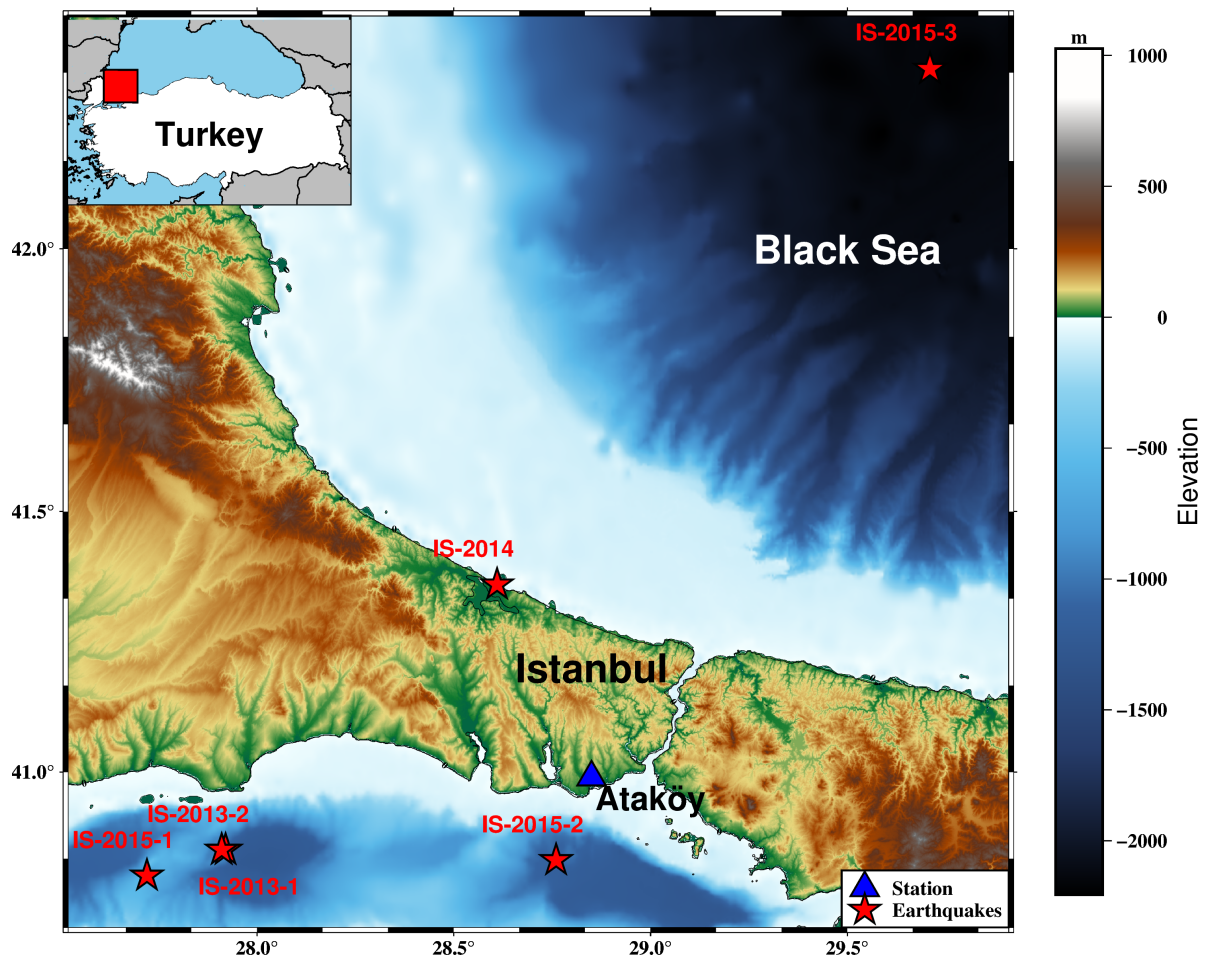 IS-2015-3
m
1000
Turkey
500
42.0°
Black Sea
0
−500
Elevation
41.5°
IS-2014
−1000
Istanbul
−1500
41.0°
Ataköy
IS-2013-2
IS-2015-2
IS-2015-1
−2000
IS-2013-1
Station
Earthquakes
28.0°
28.5°
29.0°
29.5°